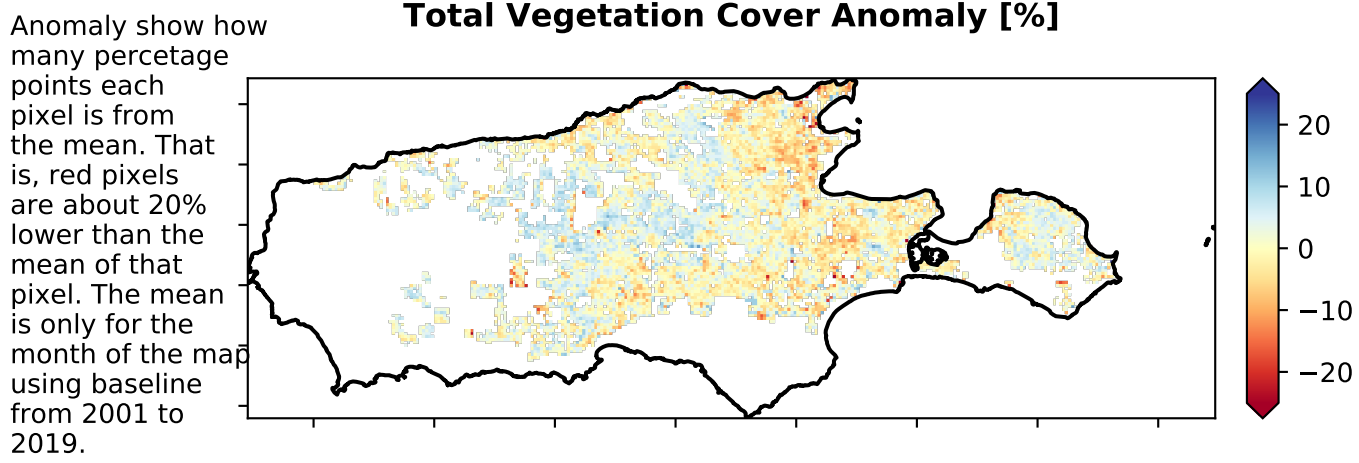 Total Vegetation Cover Anomaly [%]
Anomaly show how
many percetage
points each
pixel is from
the mean. That
is, red pixels
are about 20%
lower than the
mean of that
pixel. The mean
is only for the
month of the map
using baseline
from 2001 to
2019.
20
10
0
−10
−20